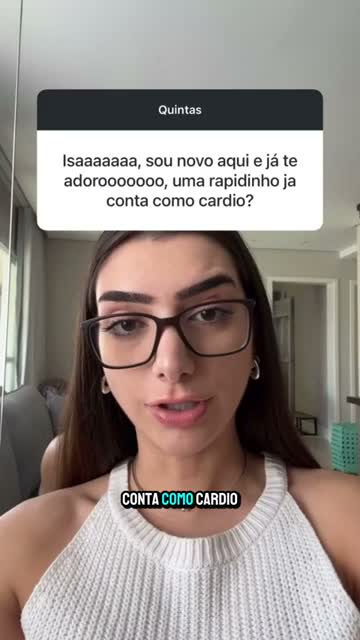 Quintas
Isaaaaaaa, sou novo aqui e já te
adorooooooo, uma rapidinho ja
conta como cardio?
CONTA COMO CARDIO